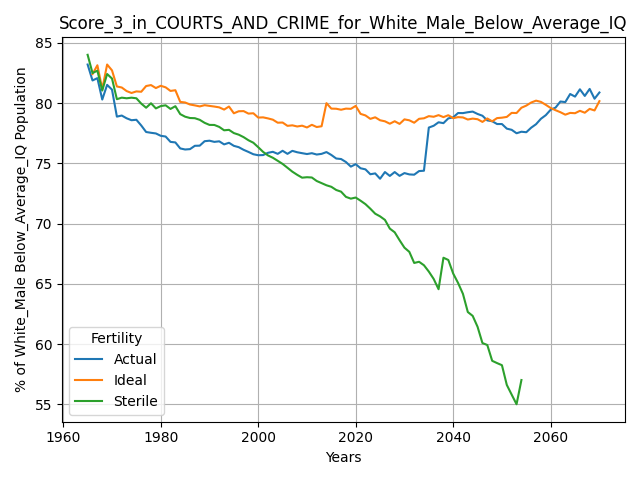 Score_3_in_COURTS_AND_CRIME_for_White_Male_Below_Average_IQ
% of White_Male Below_Average_IQ Population
85
80
75
70
65
60
55
Fertility
Actual
Ideal
Sterile
1960
1980
2000
2020
2040
2060
Years